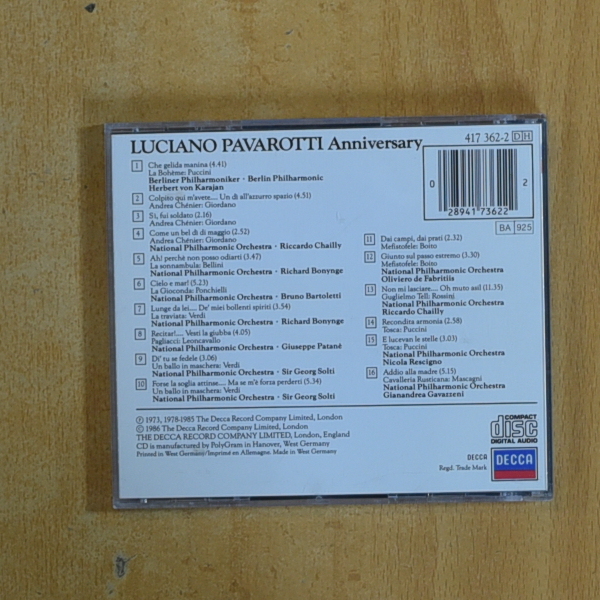 LUCIANO PAVAROTTI Anniversary
417 362-2 DH
0 28941 73622 2
BA 925
1 Che gelida manina (4.41)
La Bohème: Puccini
Berliner Philharmoniker · Berlin Philharmonic
Herbert von Karajan
2 Colpito qui m'avete.... Un dì all'azzurro spazio (4.51)
Andrea Chénier: Giordano
3 Si, fui soldato (2.16)
Andrea Chénier: Giordano
4 Come un bel dì di maggio (2.52)
Andrea Chénier: Giordano
National Philharmonic Orchestra · Riccardo Chailly
5 Ah! perchè non posso odiarti (3.47)
La sonnambula: Bellini
National Philharmonic Orchestra · Richard Bonynge
6 Cielo e mar! (5.23)
La Gioconda: Ponchielli
National Philharmonic Orchestra · Bruno Bartoletti
7 Lunge da lei.... De' miei bollenti spiriti (3.54)
La traviata: Verdi
National Philharmonic Orchestra · Richard Bonynge
8 Recitar!.... Vesti la giubba (4.05)
Pagliacci: Leoncavallo
National Philharmonic Orchestra · Giuseppe Patanè
9 Di' tu se fedele (3.06)
Un ballo in maschera: Verdi
National Philharmonic Orchestra · Sir Georg Solti
10 Forse la soglia attinse.... Ma se m'è forza perderti (5.34)
Un ballo in maschera: Verdi
National Philharmonic Orchestra · Sir Georg Solti
11 Dai campi, dai prati (2.32)
Mefistofele: Boito
12 Giunto sul passo estremo (3.30)
Mefistofele: Boito
National Philharmonic Orchestra
Oliviero de Fabritiis
13 Non mi lasciare.... Oh muto asil (11.35)
Guglielmo Tell: Rossini
National Philharmonic Orchestra
Riccardo Chailly
14 Recondita armonia (2.58)
Tosca: Puccini
15 E lucevan le stelle (3.03)
Tosca: Puccini
National Philharmonic Orchestra
Nicola Rescigno
16 Addio alla madre (5.15)
Cavalleria Rusticana: Mascagni
National Philharmonic Orchestra
Gianandrea Gavazzeni
℗ 1973, 1978-1985 The Decca Record Company Limited, London
© 1986 The Decca Record Company Limited, London
THE DECCA RECORD COMPANY LIMITED, London, England
CD is manufactured by PolyGram in Hanover, West Germany
Printed in West Germany/Imprimé en Allemagne. Made in West Germany
COMPACT
disc
DIGITAL AUDIO
DECCA
Regd. Trade Mark
DECCA